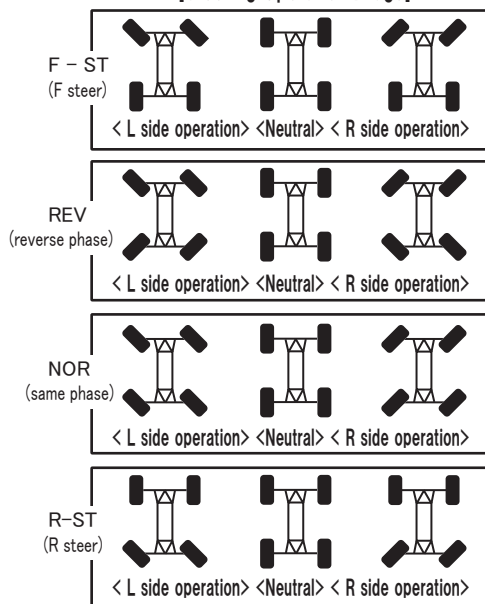 F − ST
(F steer)
< L side operation> <Neutral> < R side operation>
REV
(reverse phase)
< L side operation> <Neutral> < R side operation>
NOR
(same phase)
< L side operation> <Neutral> < R side operation>
R−ST
(R steer)
< L side operation> <Neutral> < R side operation>